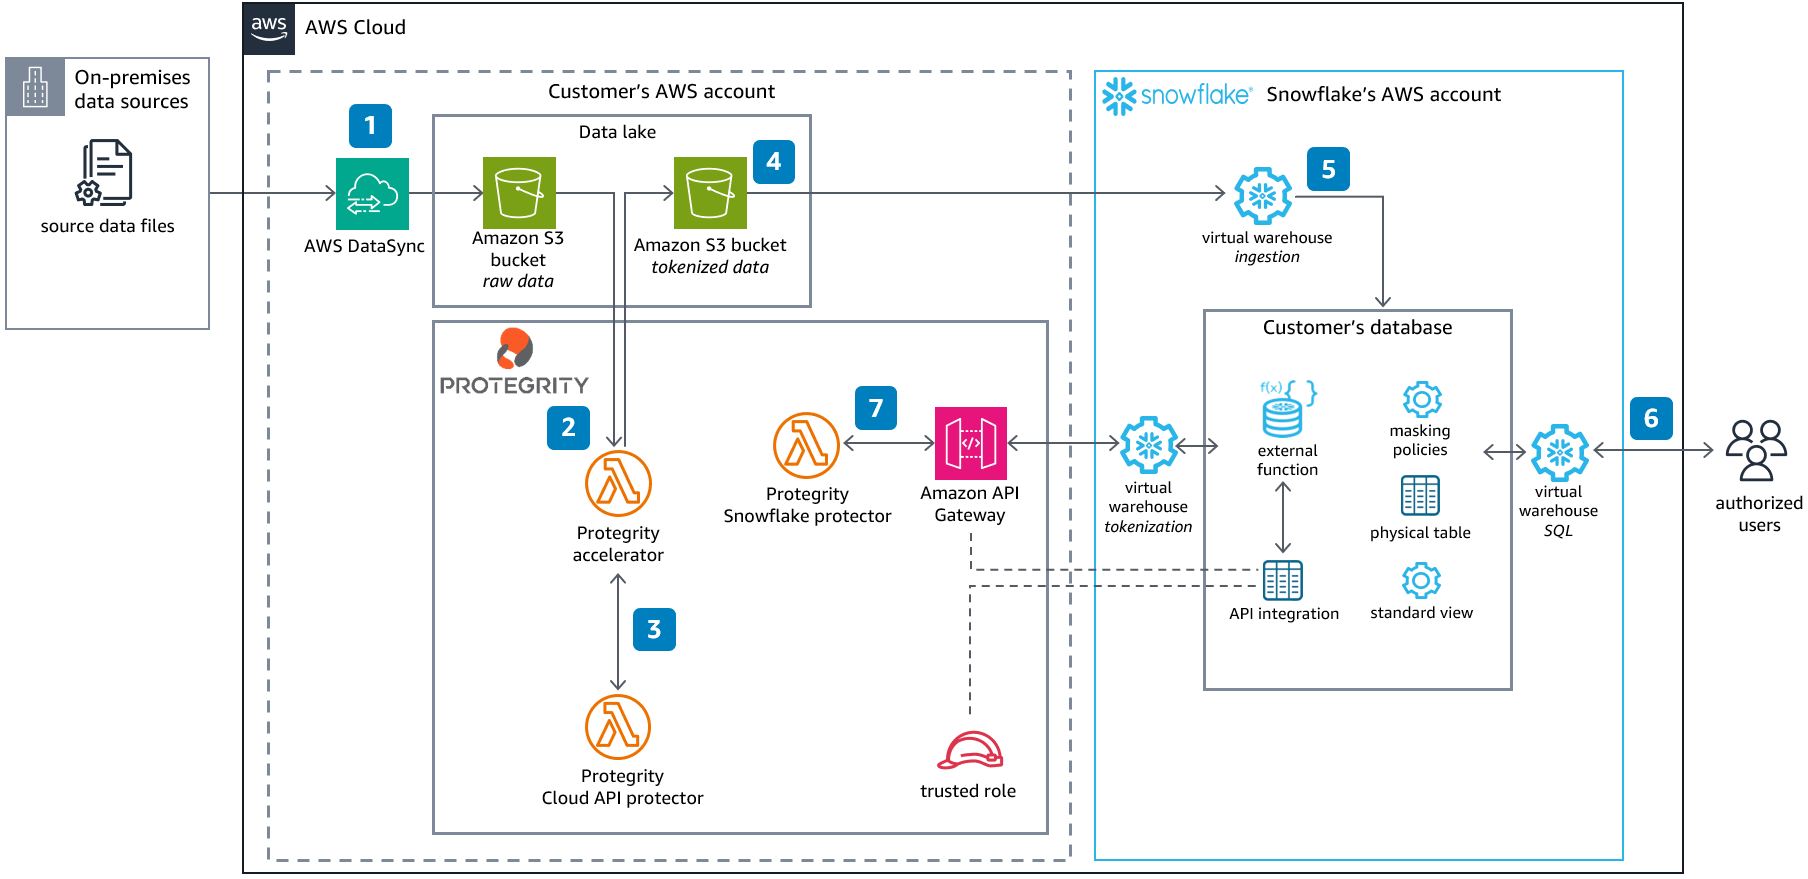 aws
AWS Cloud
On-premises
data sources
source data files
Customer's AWS account
1
AWS DataSync
Data lake
Amazon S3
bucket
raw data
Amazon S3 bucket
tokenized data
4
snowflake®
Snowflake's AWS account
5
virtual warehouse
ingestion
PROTEGRITY
2
Protegrity
accelerator
3
Protegrity
Cloud API protector
7
Protegrity
Snowflake protector
Amazon API
Gateway
trusted role
virtual
warehouse
tokenization
Customer's database
f(x) { }
external
function
API integration
masking
policies
physical table
standard view
virtual
warehouse
SQL
6
authorized
users